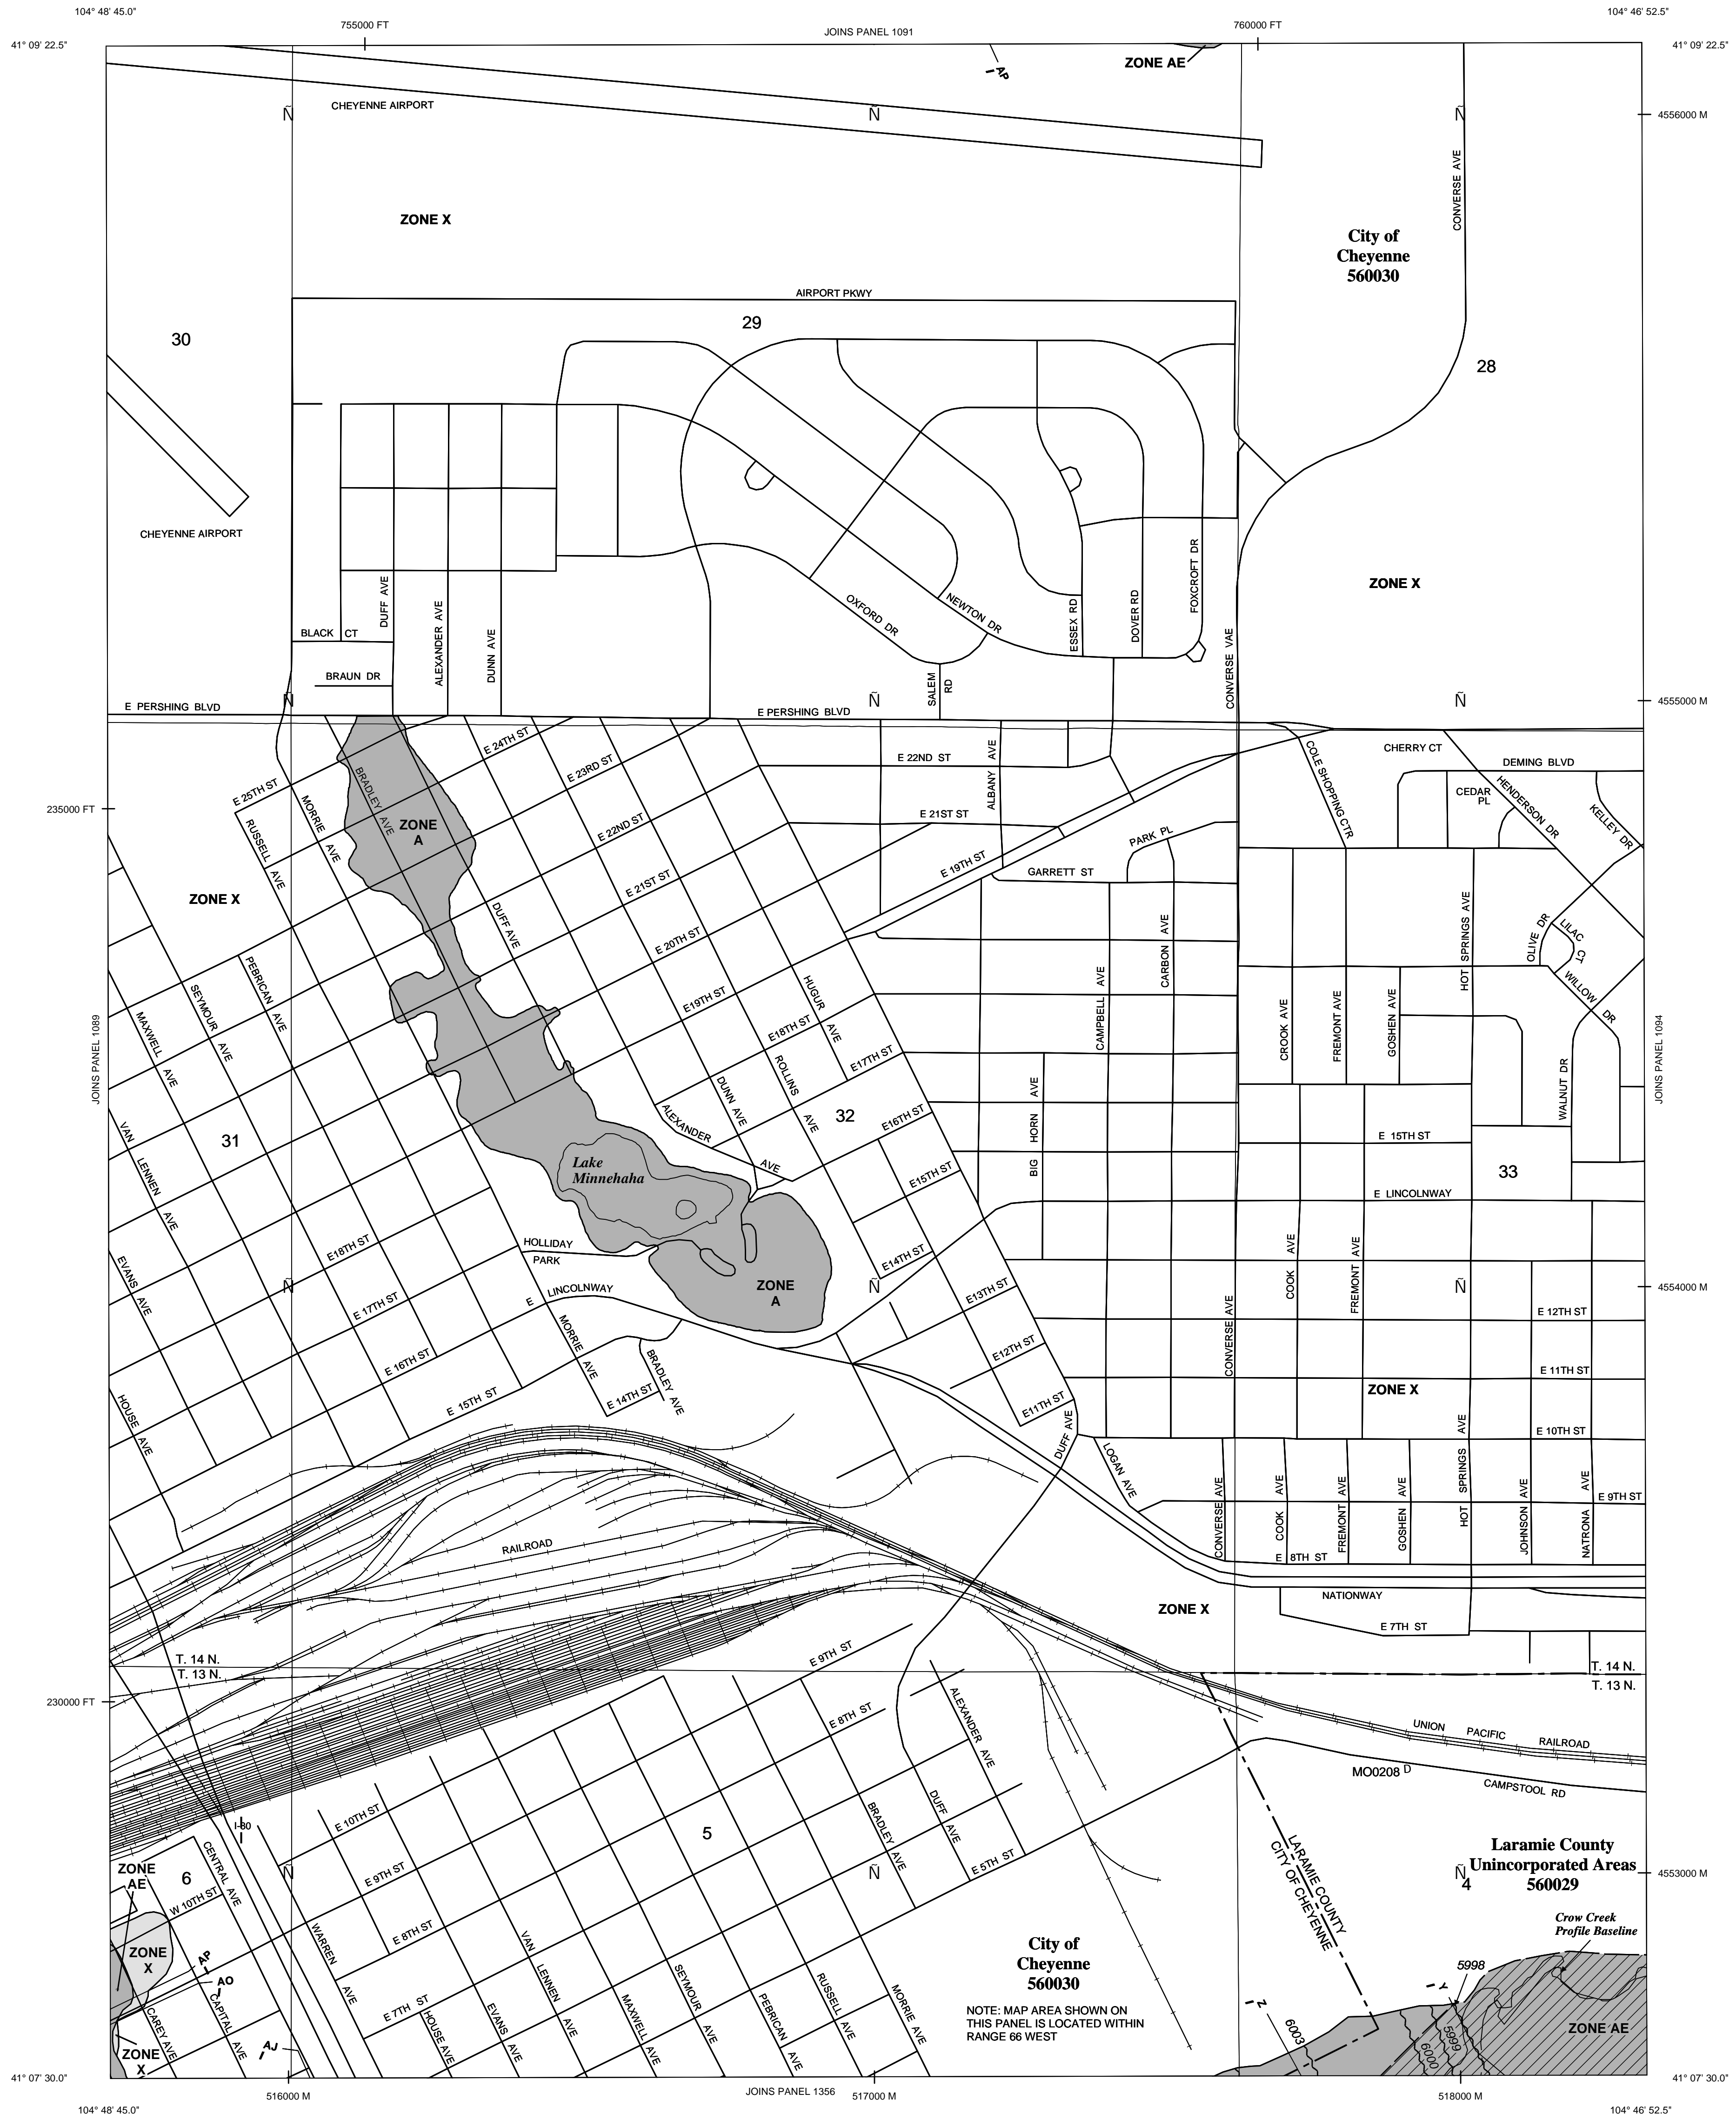 104° 48' 45.0"
755000 FT
JOINS PANEL 1091
760000 FT
104° 46' 52.5"
41° 09' 22.5"
41° 09' 22.5"
ZONE AE
AP
CHEYENNE AIRPORT
Ñ
Ñ
Ñ
4556000 M
CONVERSE AVE
ZONE X
City of
Cheyenne
560030
AIRPORT PKWY
30
29
28
CHEYENNE AIRPORT
ZONE X
DUFF AVE
ALEXANDER AVE
DUNN AVE
BLACK CT
BRAUN DR
OXFORD DR
NEWTON DR
ESSEX RD
DOVER RD
FOXCROFT DR
CONVERSE VAE
SALEM RD
Ñ
Ñ
Ñ
4555000 M
E PERSHING BLVD
E PERSHING BLVD
E 24TH ST
E 23RD ST
E 22ND ST
ALBANY AVE
CHERRY CT
DEMING BLVD
COLE SHOPPING CTR
CEDAR
PL
HENDERSON DR
KELLEY DR
E 25TH ST
BRADLEY AVE
MORRIE AVE
RUSSELL AVE
235000 FT
ZONE
A
E 22ND ST
E 21ST ST
PARK PL
E 19TH ST
GARRETT ST
ZONE X
E 21ST ST
DUFF AVE
E 20TH ST
CARBON AVE
HOT SPRINGS AVE
OLIVE DR
LILAC CT
WILLOW DR
PEBRICAN AVE
SEYMOUR AVE
MAXWELL AVE
E19TH ST
HUGUR AVE
E18TH ST
E17TH ST
CAMPBELL AVE
CROOK AVE
FREMONT AVE
GOSHEN AVE
JOINS PANEL 1089
JOINS PANEL 1094
ROLLINS AVE
DUNN AVE
ALEXANDER AVE
32
E16TH ST
BIG HORN AVE
WALNUT DR
31
VAN LENNEN AVE
E 15TH ST
33
Lake
Minnehaha
E15TH ST
E LINCOLNWAY
HOLLIDAY
PARK
E18TH ST
EVANS AVE
E14TH ST
COOK AVE
FREMONT AVE
Ñ
ZONE
A
Ñ
Ñ
4554000 M
E LINCOLNWAY
E 17TH ST
E13TH ST
E 12TH ST
MORRIE AVE
CONVERSE AVE
E 16TH ST
BRADLEY AVE
E12TH ST
E 11TH ST
ZONE X
HOUSE AVE
E 15TH ST
E 14TH ST
E11TH ST
DUFF AVE
E 10TH ST
LOGAN AVE
CONVERSE AVE
COOK AVE
FREMONT AVE
GOSHEN AVE
HOT SPRINGS AVE
JOHNSON AVE
NATRONA AVE
E 9TH ST
RAILROAD
E 8TH ST
NATIONWAY
ZONE X
E 7TH ST
T. 14 N.
T. 13 N.
T. 14 N.
T. 13 N.
230000 FT
E 9TH ST
E 8TH ST
ALEXANDER AVE
UNION PACIFIC RAILROAD
MO0208 D
CAMPSTOOL RD
I-80
E 10TH ST
5
BRADLEY AVE
DUFF AVE
E 5TH ST
LARAMIE COUNTY
CITY OF CHEYENNE
Laramie County
Unincorporated Areas
560029
ZONE
AE
6
CENTRAL AVE
W 10TH ST
Ñ
E 9TH ST
Ñ
Ñ
4
4553000 M
E 8TH ST
WARREN AVE
VAN LENNEN AVE
Crow Creek
Profile Baseline
ZONE
X
AP
AO
CAPITAL AVE
CAREY AVE
City of
Cheyenne
560030
5998
Y
Z
SEYMOUR AVE
RUSSELL AVE
MORRIE AVE
E 7TH ST
HOUSE AVE
EVANS AVE
MAXWELL AVE
PEBRICAN AVE
NOTE: MAP AREA SHOWN ON
THIS PANEL IS LOCATED WITHIN
RANGE 66 WEST
6003
6000
5999
ZONE AE
AJ
ZONE
X
41° 07' 30.0"
41° 07' 30.0"
516000 M
JOINS PANEL 1356
517000 M
518000 M
104° 48' 45.0"
104° 46' 52.5"